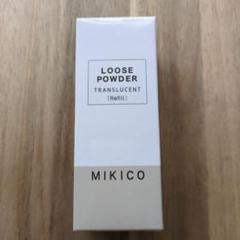 LOOSE
POWDER
TRANSLUCENT
[Refill]
MIKICO